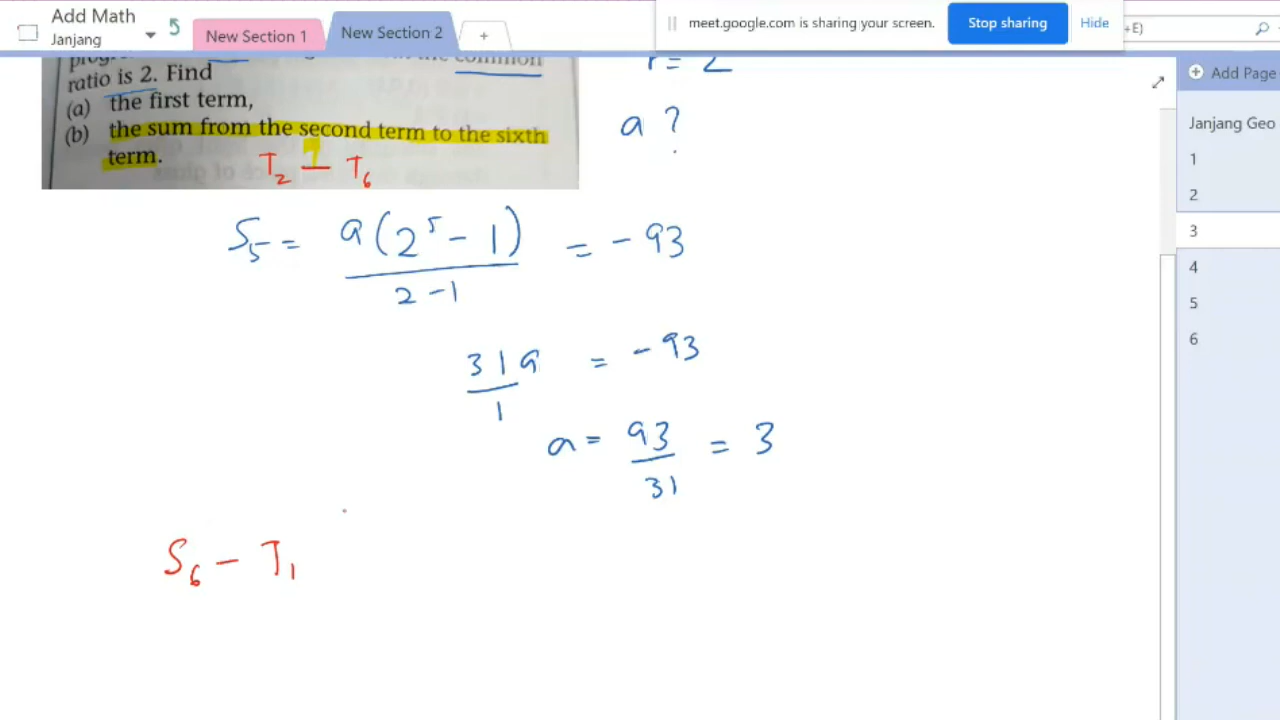 Add Math
Janjang
New Section 1
New Section 2
+
meet.google.com is sharing your screen.
Stop sharing
Hide
+E)
Add Page
common
ratio is 2. Find
(a) the first term,
(b) the sum from the second term to the sixth
term.
T₂ — T₆
r = 2
a ?
S₅ = a(2⁵ - 1) / 2 - 1 = - 93
31a / 1 = - 93
a = 93 / 31 = 3
S₆ - T₁
Janjang Geo
1
2
3
4
5
6